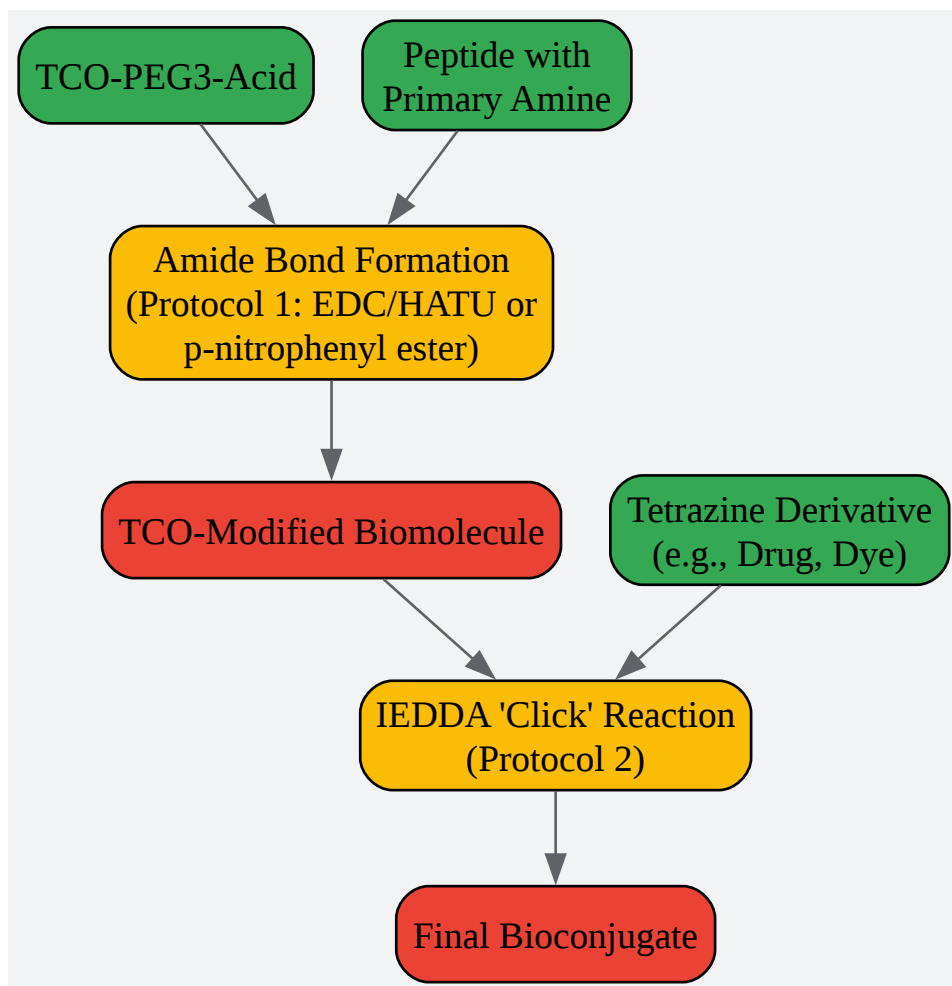 TCO-PEG3-Acid
Peptide with
Primary Amine
Amide Bond Formation
(Protocol 1: EDC/HATU or
p-nitrophenyl ester)
TCO-Modified Biomolecule
Tetrazine Derivative
(e.g., Drug, Dye)
IEDDA 'Click' Reaction
(Protocol 2)
Final Bioconjugate